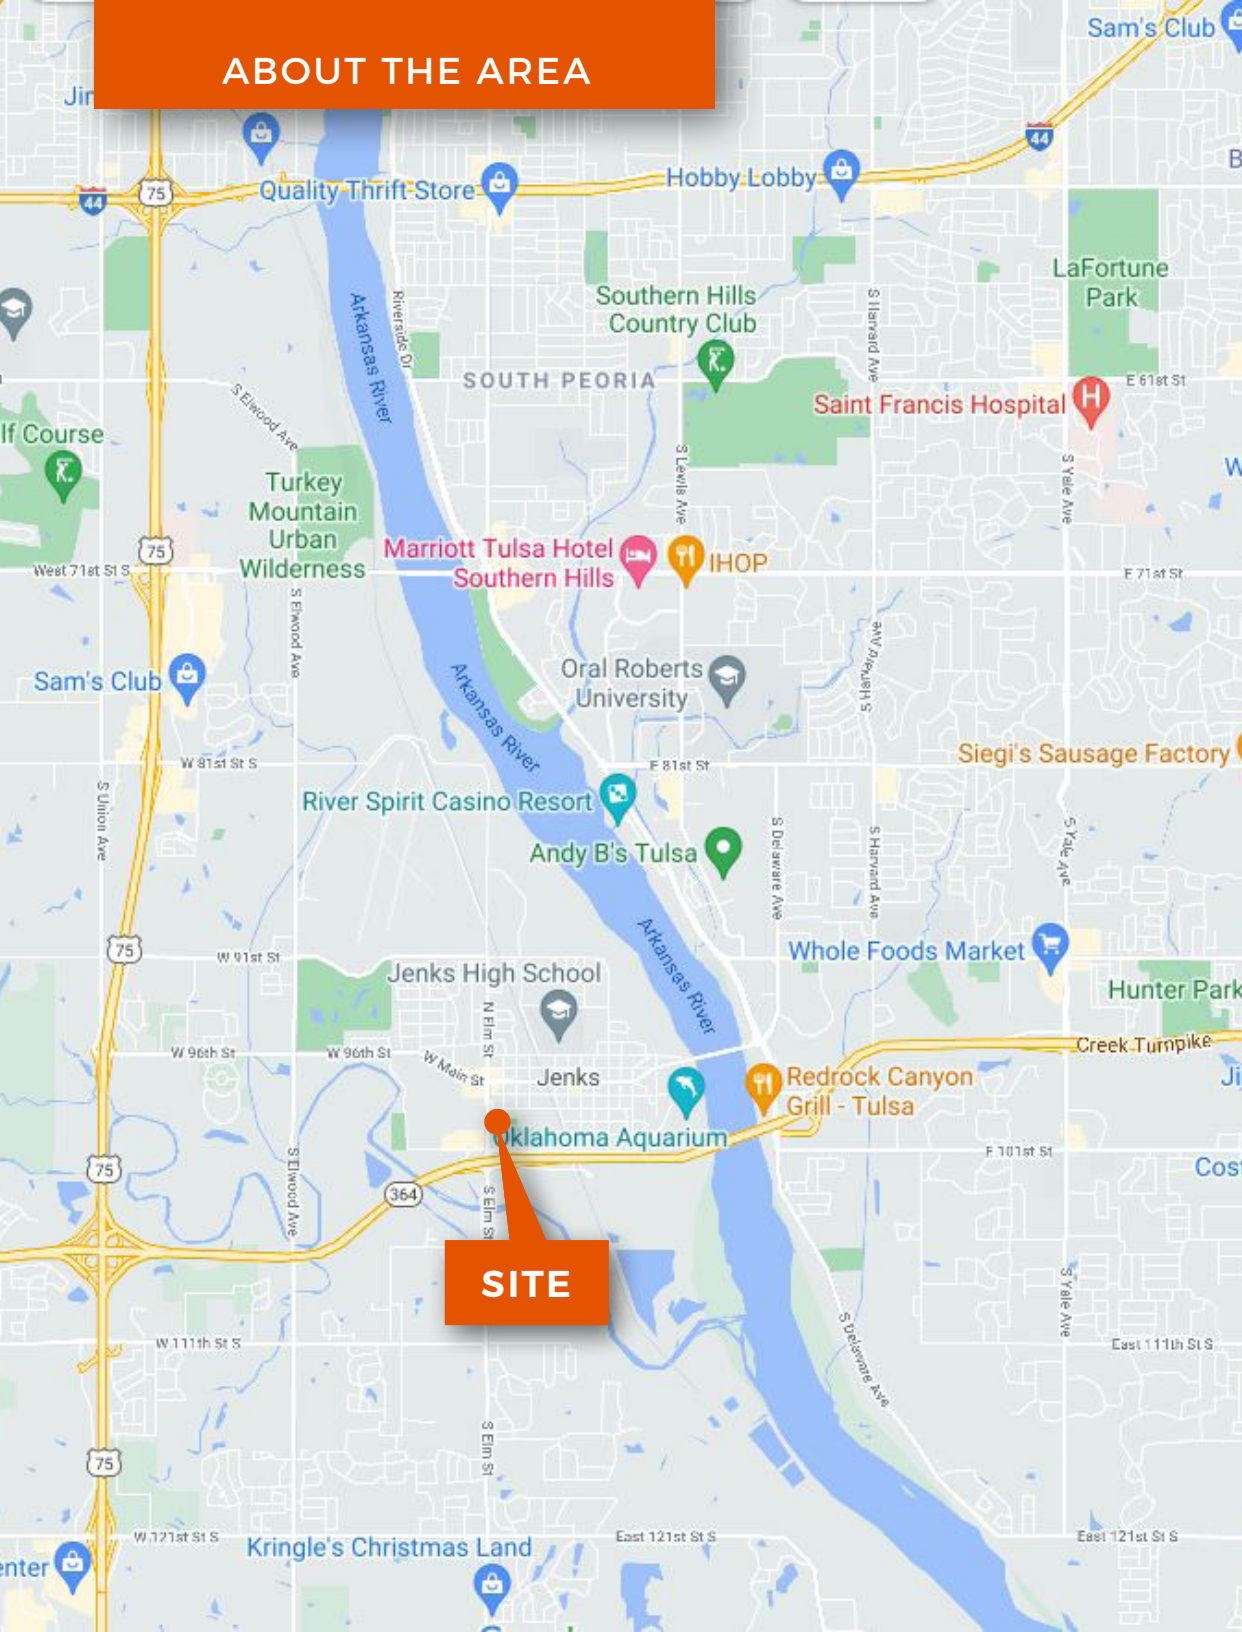 ABOUT THE AREA
Sam's Club
44
75
44
Quality Thrift Store
Hobby Lobby
LaFortune
Park
Southern Hills
Country Club
Arkansas River
Riverside Dr
S Harvard Ave
SOUTH PEORIA
E 61st St
Saint Francis Hospital
H
S Elwood Ave
lf Course
S Lewis Ave
S Yale Ave
Turkey
Mountain
Urban
Wilderness
75
Marriott Tulsa Hotel
Southern Hills
IHOP
West 71st St S
E 71st St
S Elwood Ave
S Harvard Ave
Oral Roberts
University
Sam's Club
Arkansas River
Siegi's Sausage Factory
W 81st St S
E 81st St
S Union Ave
River Spirit Casino Resort
S Delaware Ave
S Harvard Ave
S Yale Ave
Andy B's Tulsa
Arkansas River
75
Whole Foods Market
W 91st St
Jenks High School
Hunter Park
N Elm St
W 96th St
W 96th St
W Main St
Creek Turnpike
Jenks
Redrock Canyon
Grill - Tulsa
Oklahoma Aquarium
S Elwood Ave
E 101st St
75
364
S Elm St
SITE
S Yale Ave
W 111th St S
East 111th St S
S Delaware Ave
S Elm St
75
W 121st St S
East 121st St S
East 121st St S
Kringle's Christmas Land
enter